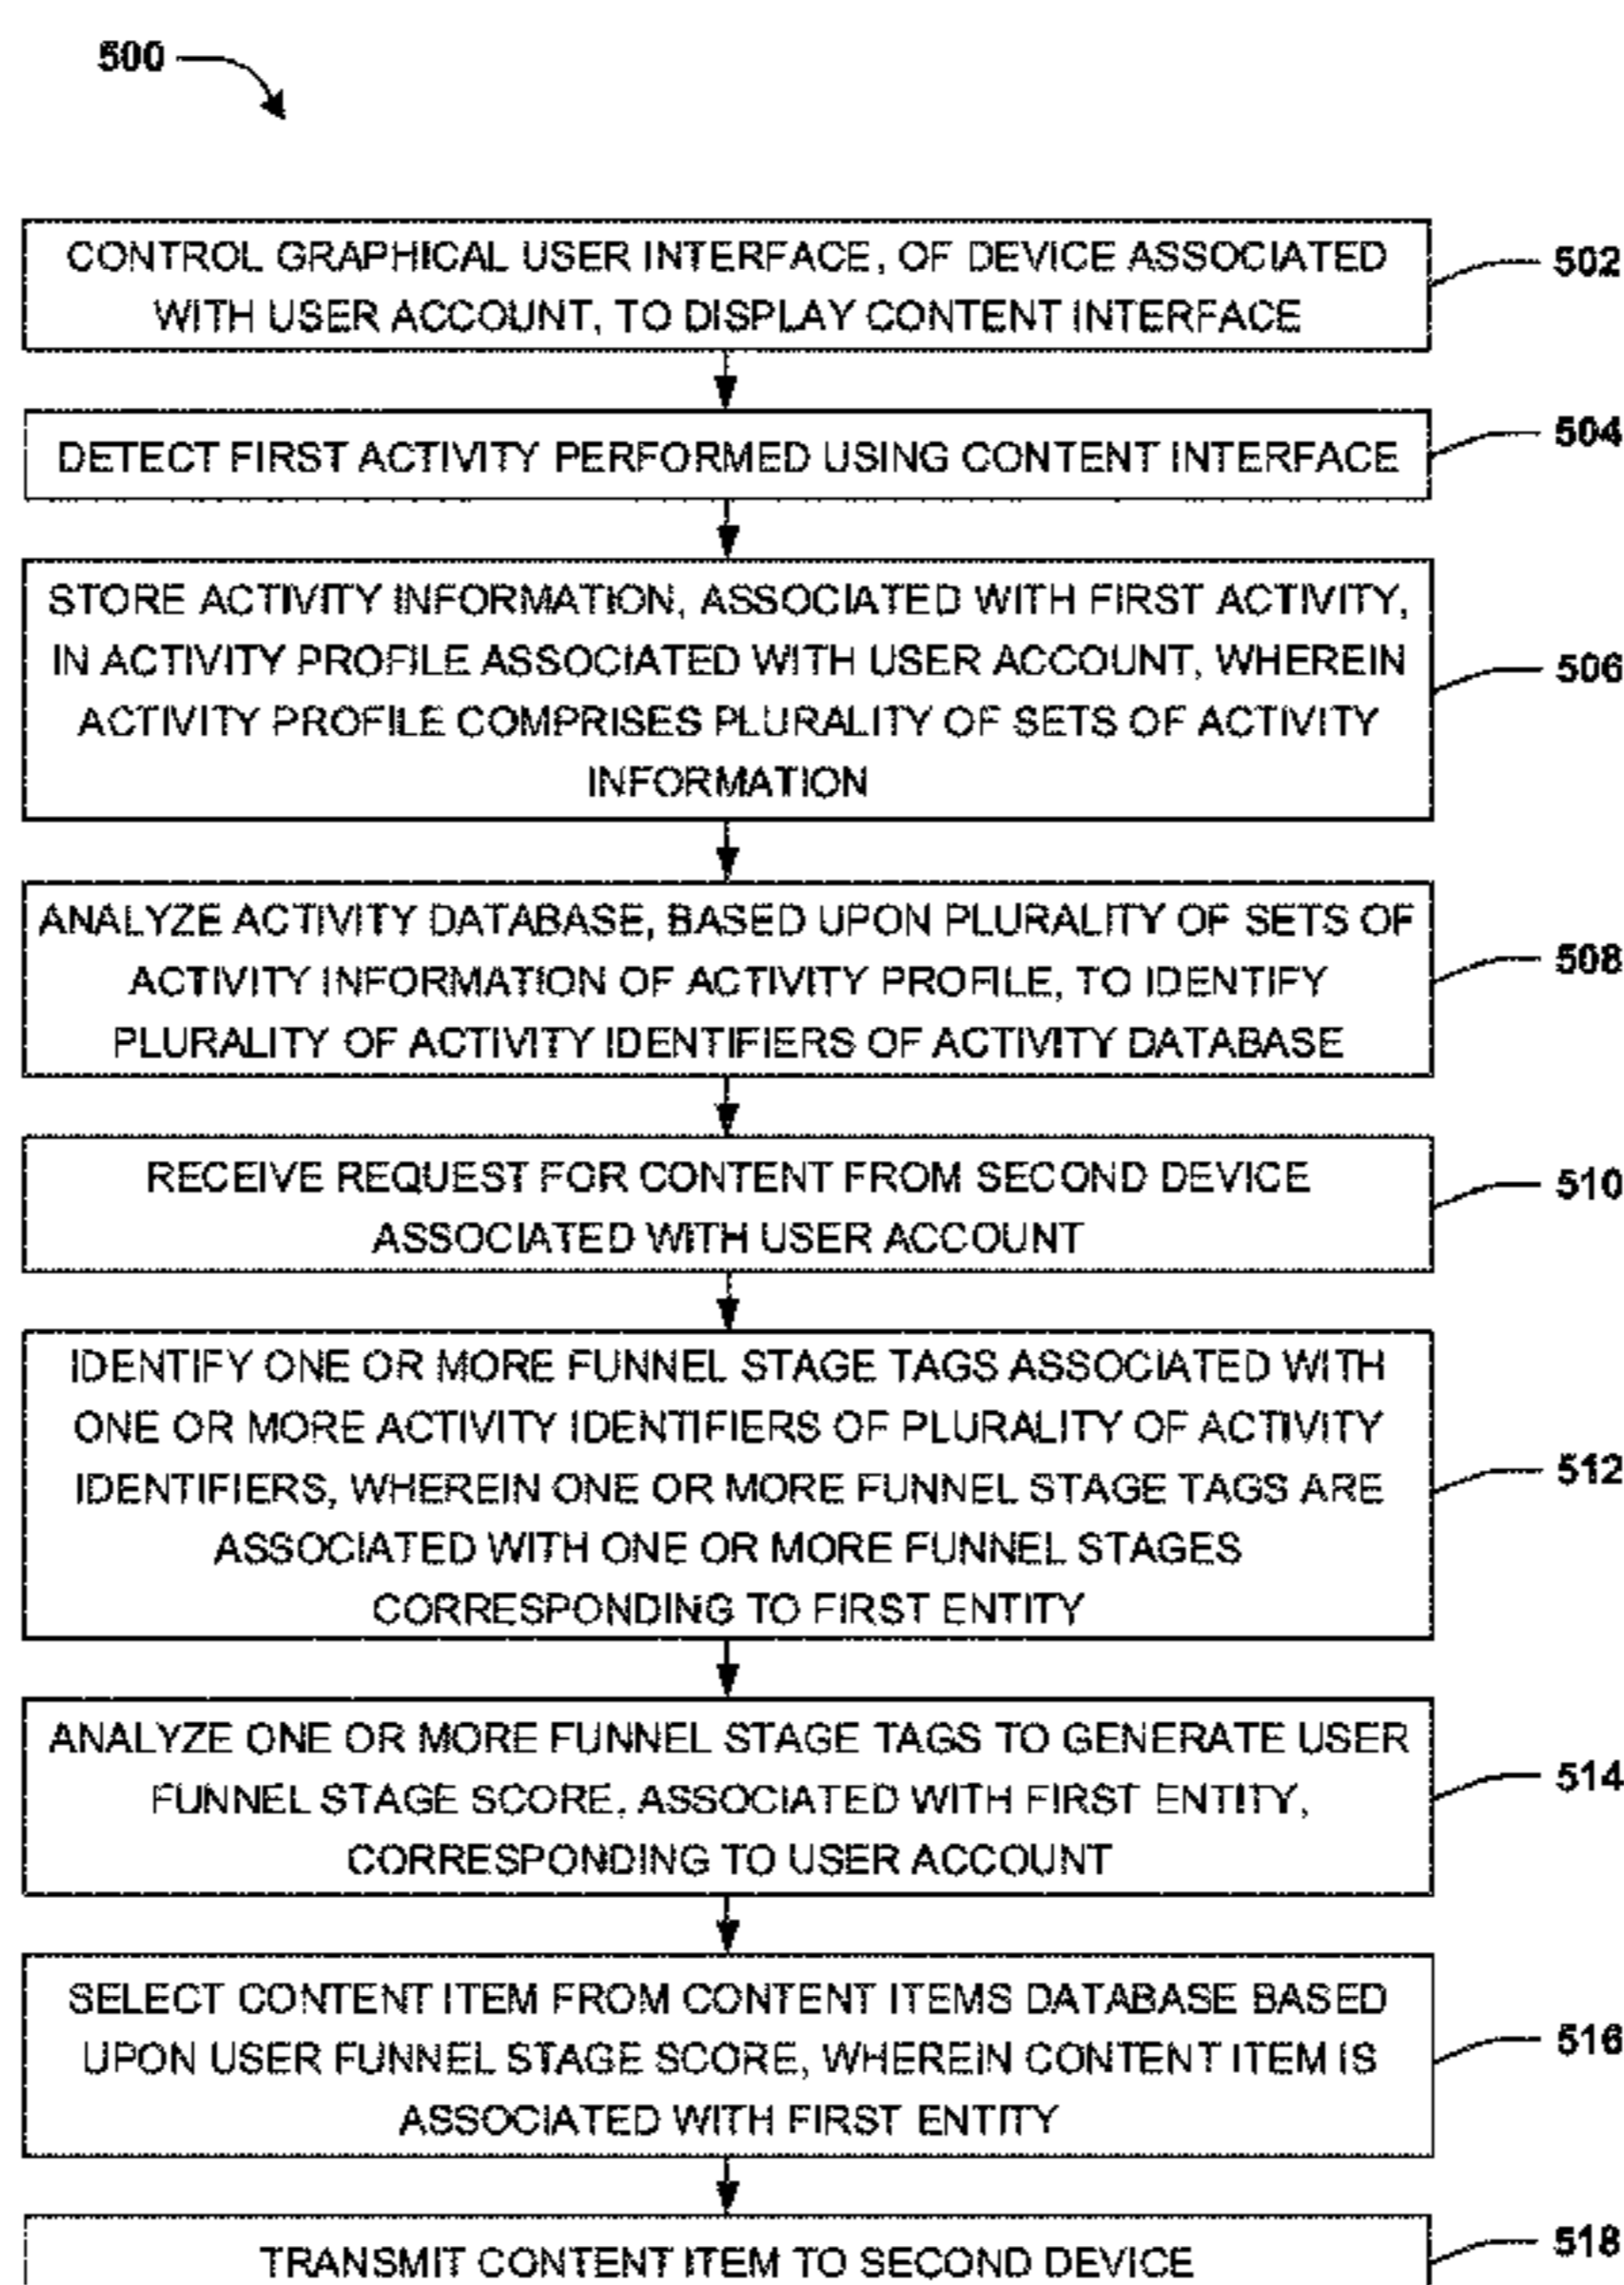 500
CONTROL GRAPHICAL USER INTERFACE, OF DEVICE ASSOCIATED
WITH USER ACCOUNT, TO DISPLAY CONTENT INTERFACE
502
DETECT FIRST ACTIVITY PERFORMED USING CONTENT INTERFACE
504
STORE ACTIVITY INFORMATION, ASSOCIATED WITH FIRST ACTIVITY,
IN ACTIVITY PROFILE ASSOCIATED WITH USER ACCOUNT, WHEREIN
ACTIVITY PROFILE COMPRISES PLURALITY OF SETS OF ACTIVITY
INFORMATION
506
ANALYZE ACTIVITY DATABASE, BASED UPON PLURALITY OF SETS OF
ACTIVITY INFORMATION OF ACTIVITY PROFILE, TO IDENTIFY
PLURALITY OF ACTIVITY IDENTIFIERS OF ACTIVITY DATABASE
508
RECEIVE REQUEST FOR CONTENT FROM SECOND DEVICE
ASSOCIATED WITH USER ACCOUNT
510
IDENTIFY ONE OR MORE FUNNEL STAGE TAGS ASSOCIATED WITH
ONE OR MORE ACTIVITY IDENTIFIERS OF PLURALITY OF ACTIVITY
IDENTIFIERS, WHEREIN ONE OR MORE FUNNEL STAGE TAGS ARE
ASSOCIATED WITH ONE OR MORE FUNNEL STAGES
CORRESPONDING TO FIRST ENTITY
512
ANALYZE ONE OR MORE FUNNEL STAGE TAGS TO GENERATE USER
FUNNEL STAGE SCORE, ASSOCIATED WITH FIRST ENTITY,
CORRESPONDING TO USER ACCOUNT
514
SELECT CONTENT ITEM FROM CONTENT ITEMS DATABASE BASED
UPON USER FUNNEL STAGE SCORE, WHEREIN CONTENT ITEM IS
ASSOCIATED WITH FIRST ENTITY
516
TRANSMIT CONTENT ITEM TO SECOND DEVICE
518